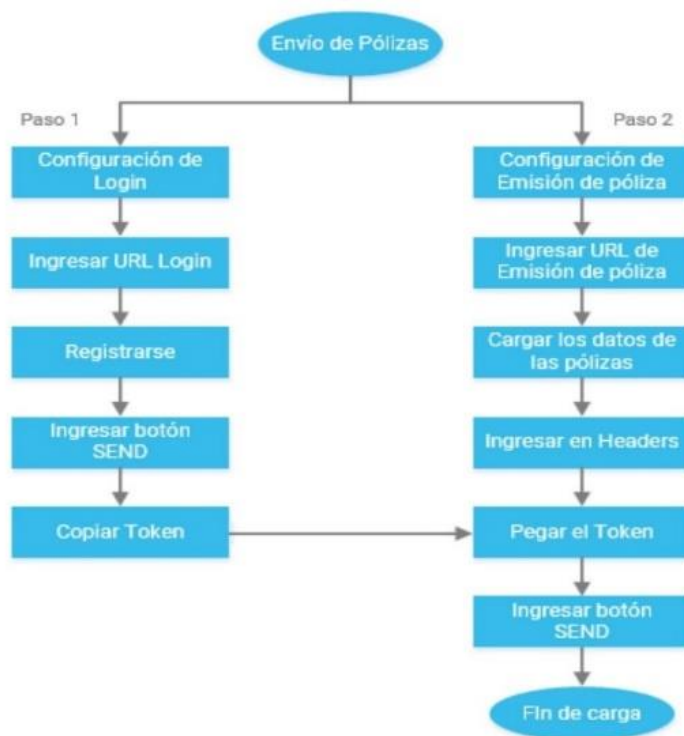 Envío de Pólizas
Paso 1
Configuración de
Login
Ingresar URL Login
Registrarse
Ingresar botón
SEND
Copiar Token
Paso 2
Configuración de
Emisión de póliza
Ingresar URL de
Emisión de póliza
Cargar los datos de
las pólizas
Ingresar en Headers
Pegar el Token
Ingresar botón
SEND
FIn de carga